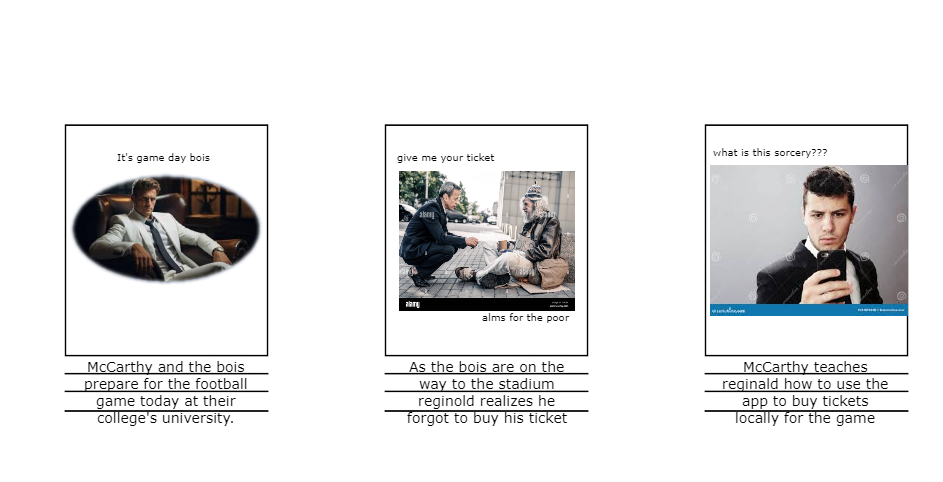 It's game day bois
McCarthy and the bois
prepare for the football
game today at their
college's university.
give me your ticket
alamy
alms for the poor
As the bois are on the
way to the stadium
reginold realizes he
forgot to buy his ticket
what is this sorcery???
McCarthy teaches
reginald how to use the
app to buy tickets
locally for the game